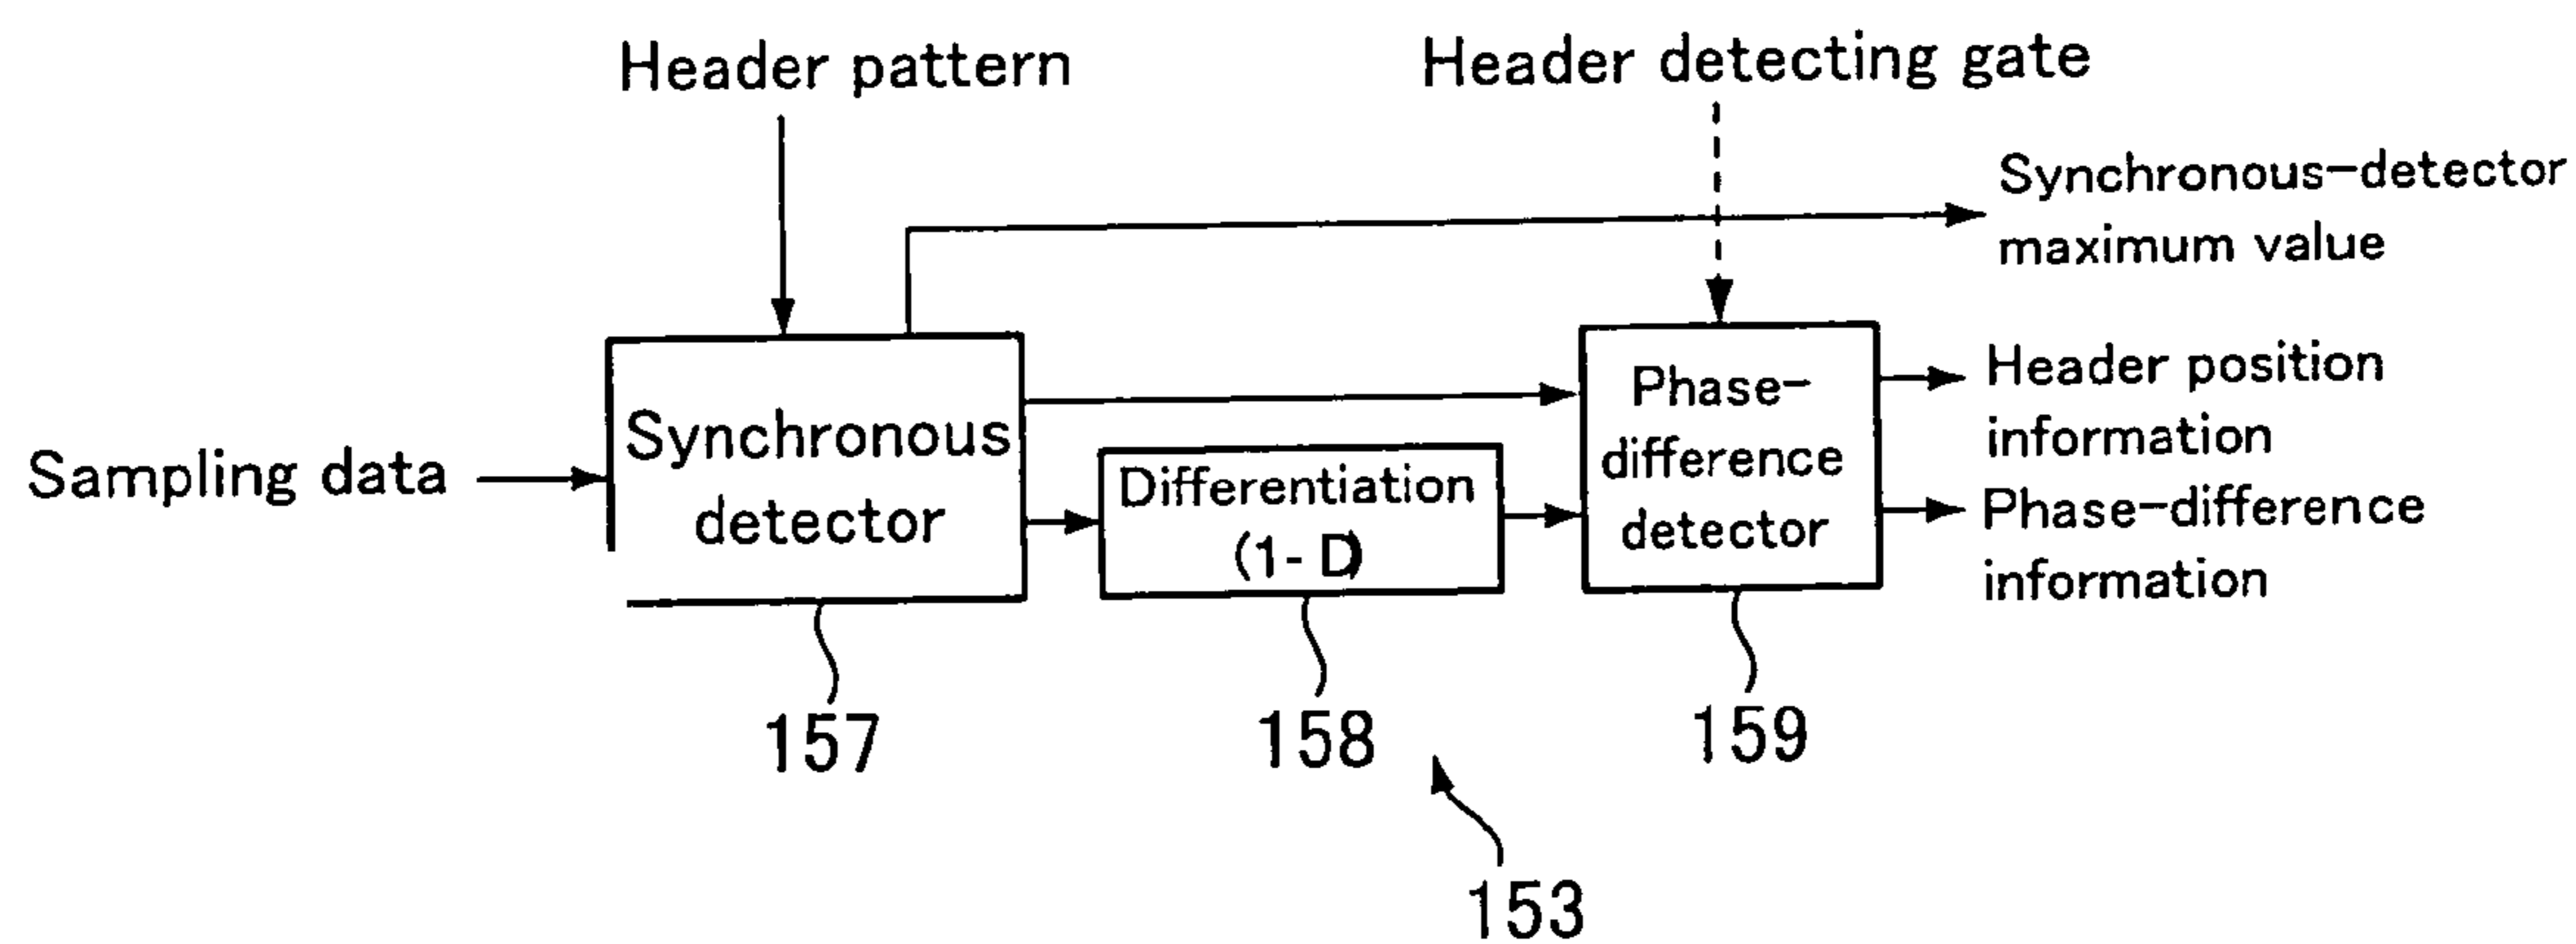 Header pattern
Header detecting gate
Synchronous-detector
maximum value
Sampling data
Synchronous
detector
Differentiation
(1- D)
Phase-
difference
detector
Header position
information
Phase-difference
information
157
158
159
153